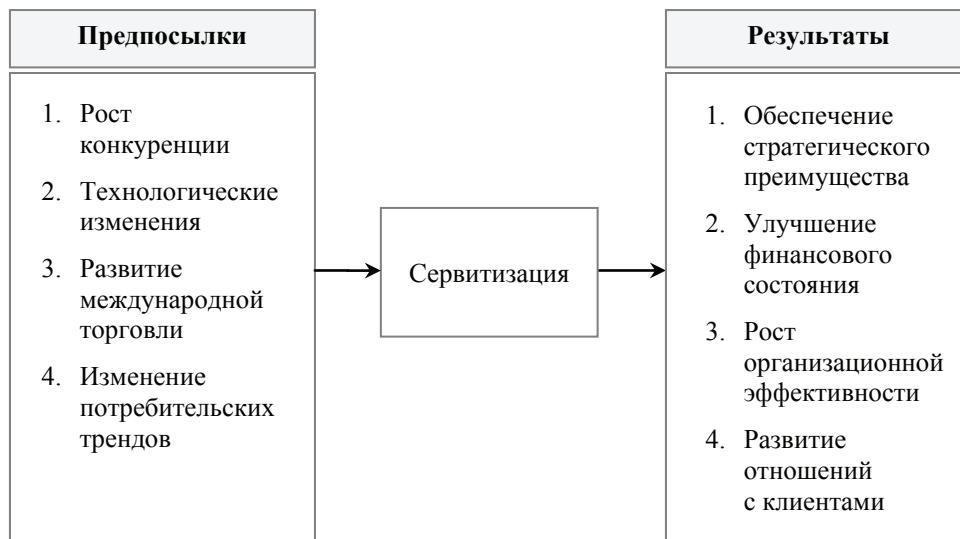 Предпосылки
1. Рост
конкуренции
2. Технологические
изменения
3. Развитие
международной
торговли
4. Изменение
потребительских
трендов
Сервитизация
Результаты
1. Обеспечение
стратегического
преимущества
2. Улучшение
финансового
состояния
3. Рост
организационной
эффективности
4. Развитие
отношений
с клиентами